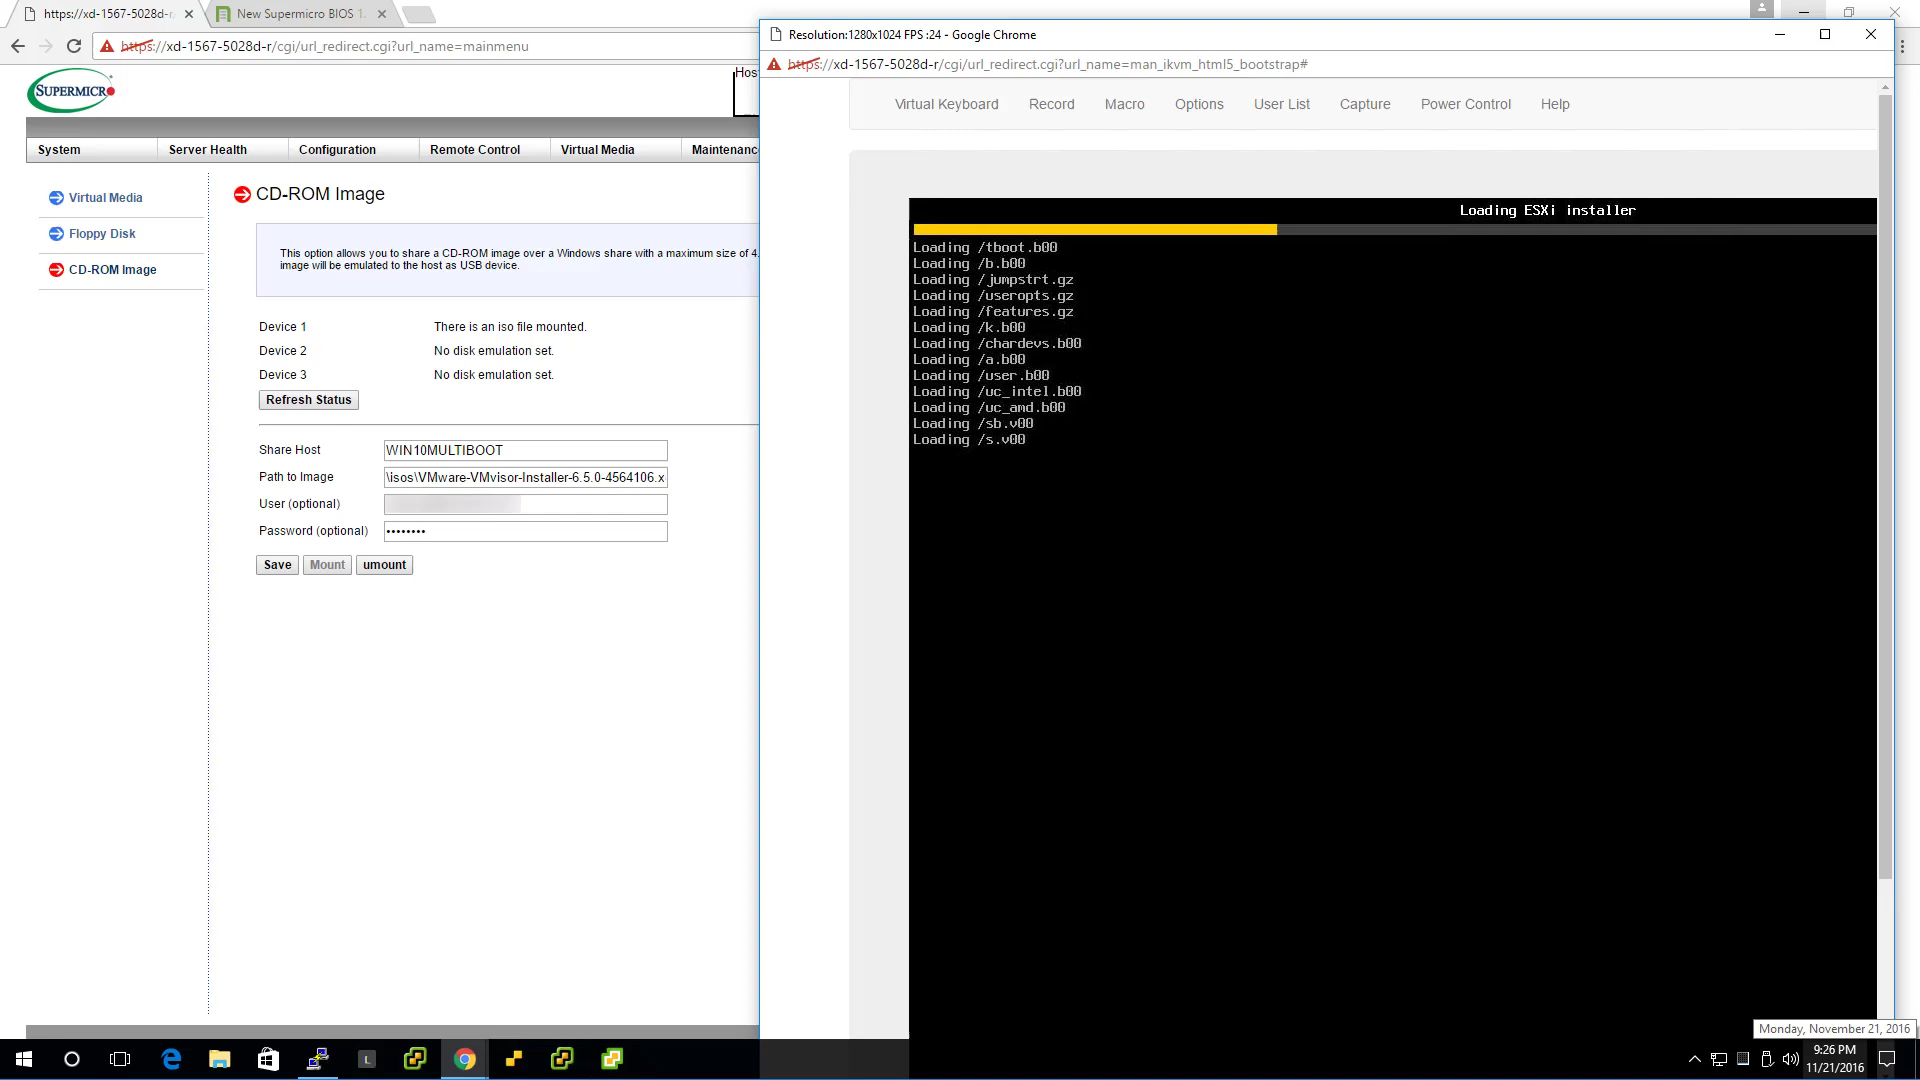 https://xd-1567-5028d-r
New Supermicro BIOS 1.
https://xd-1567-5028d-r/cgi/url_redirect.cgi?url_name=mainmenu
SUPERMICR
Hos
System
Server Health
Configuration
Remote Control
Virtual Media
Maintenanc
Virtual Media
Floppy Disk
CD-ROM Image
CD-ROM Image
This option allows you to share a CD-ROM image over a Windows share with a maximum size of 4.
image will be emulated to the host as USB device.
Device 1 There is an iso file mounted.
Device 2 No disk emulation set.
Device 3 No disk emulation set.
Refresh Status
Share Host WIN10MULTIBOOT
Path to Image \isos\VMware-VMvisor-Installer-6.5.0-4564106.x
User (optional)
Password (optional) ••••••••
Save Mount umount
Resolution:1280x1024 FPS :24 - Google Chrome
https://xd-1567-5028d-r/cgi/url_redirect.cgi?url_name=man_ikvm_html5_bootstrap#
Virtual Keyboard Record Macro Options User List Capture Power Control Help
Loading ESXi installer
Loading /tboot.b00
Loading /b.b00
Loading /jumpstrt.gz
Loading /useropts.gz
Loading /features.gz
Loading /k.b00
Loading /chardevs.b00
Loading /a.b00
Loading /user.b00
Loading /uc_intel.b00
Loading /uc_amd.b00
Loading /sb.v00
Loading /s.v00
Monday, November 21, 2016
L
9:26 PM
11/21/2016